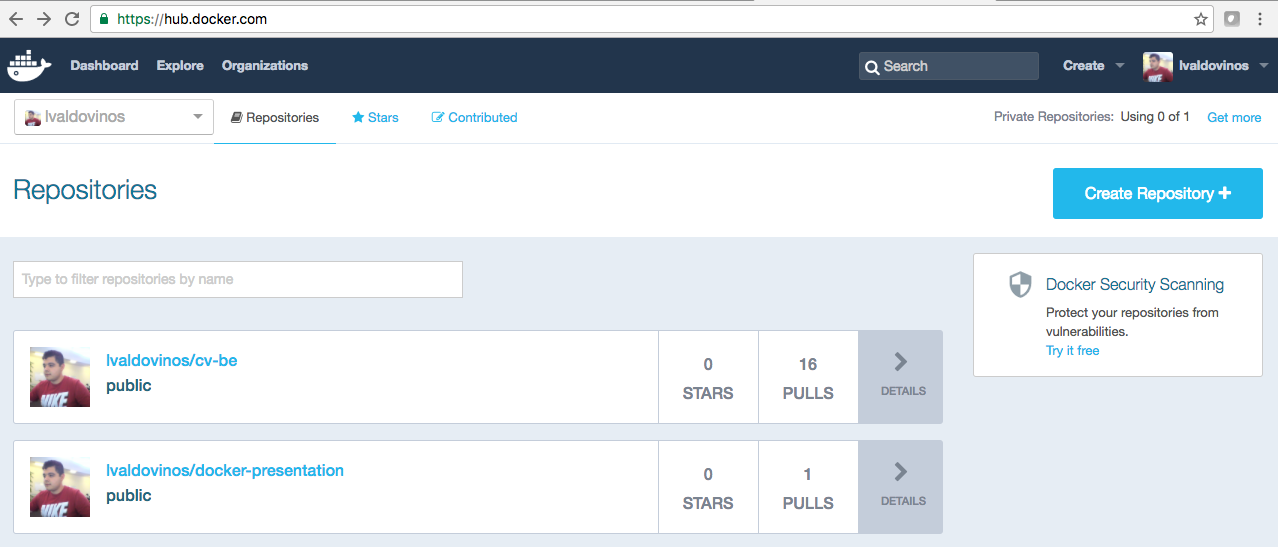 https://hub.docker.com
Dashboard Explore Organizations Search Create lvaldovinos
lvaldovinos Repositories Stars Contributed Private Repositories: Using 0 of 1 Get more
Repositories
Create Repository
Type to filter repositories by name
Docker Security Scanning
Protect your repositories from
vulnerabilities.
Try it free
lvaldovinos/cv-be
public
0
STARS
16
PULLS
DETAILS
lvaldovinos/docker-presentation
public
0
STARS
1
PULLS
DETAILS